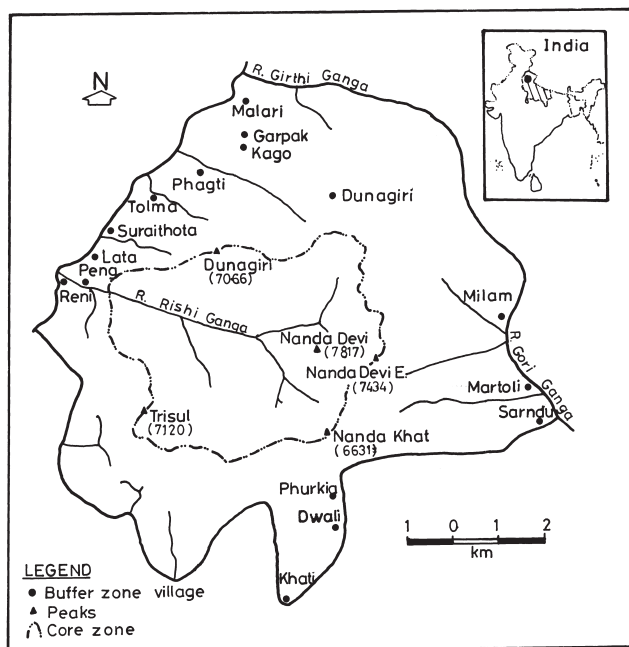 India
N
R. Girthi Ganga
Malari
Garpak
Kago
Phagti
Dunagiri
Tolma
Suraithota
Lata
Dunagiri
(7066)
Pena
Reni
R. Rishi Ganga
Milam
Nanda Devi
(7817)
R. Gori Ganga
Nanda Devi E.
(7434)
Martoli
Sarndu
Trisul
(7120)
Nanda Khat
(6631)
Phurkia
Dwali
1 0 1 2
km
Khati
LEGEND
Buffer zone village
Peaks
Core zone